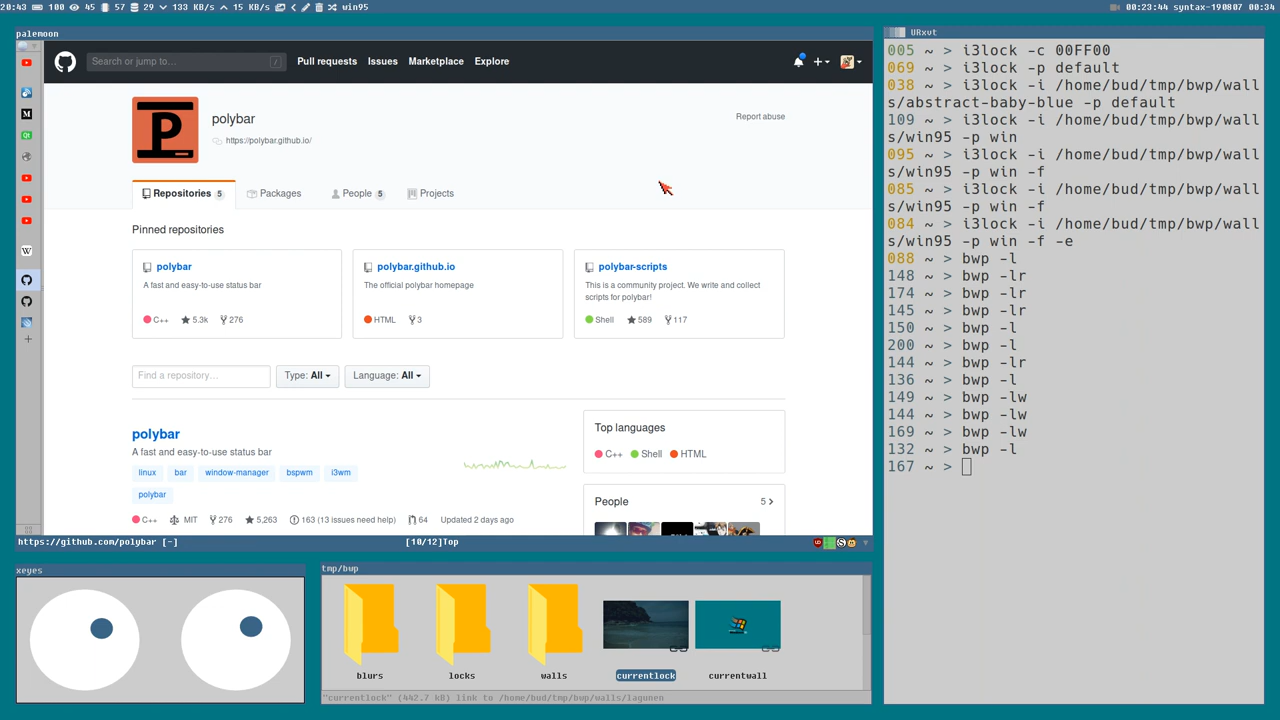 20:43 100 45 57 29 133 KB/s 15 KB/s win95
00:23:44 syntax-190807 00:34
palemoon
Search or jump to…
/
Pull requests Issues Marketplace Explore
P
polybar
https://polybar.github.io/
Report abuse
Repositories 5 Packages People 5 Projects
Pinned repositories
polybar
A fast and easy-to-use status bar
C++ 5.3k 276
polybar.github.io
The official polybar homepage
HTML 3
polybar-scripts
This is a community project. We write and collect
scripts for polybar!
Shell 589 117
Find a repository…
Type: All
Language: All
polybar
A fast and easy-to-use status bar
linux bar window-manager bspwm i3wm
polybar
C++ MIT 276 5,263 163 (13 issues need help) 64 Updated 2 days ago
Top languages
C++ Shell HTML
People 5 >
https://github.com/polybar [-] [10/12]Top
URxvt
005 ~ > i3lock -c 00FF00
069 ~ > i3lock -p default
038 ~ > i3lock -i /home/bud/tmp/bwp/wall
s/abstract-baby-blue -p default
109 ~ > i3lock -i /home/bud/tmp/bwp/wall
s/win95 -p win
095 ~ > i3lock -i /home/bud/tmp/bwp/wall
s/win95 -p win -f
085 ~ > i3lock -i /home/bud/tmp/bwp/wall
s/win95 -p win -f
084 ~ > i3lock -i /home/bud/tmp/bwp/wall
s/win95 -p win -f -e
088 ~ > bwp -l
148 ~ > bwp -lr
174 ~ > bwp -lr
145 ~ > bwp -lr
150 ~ > bwp -l
200 ~ > bwp -l
144 ~ > bwp -lr
136 ~ > bwp -l
149 ~ > bwp -lw
144 ~ > bwp -lw
169 ~ > bwp -lw
132 ~ > bwp -l
167 ~ >
xeyes
tmp/bwp
blurs locks walls currentlock currentwall
"currentlock" (442.7 kB) link to /home/bud/tmp/bwp/walls/lagunen